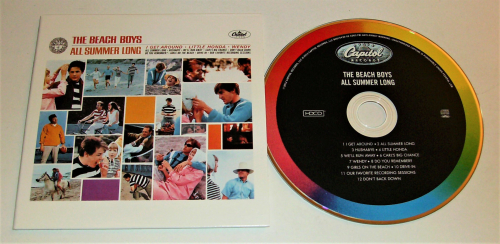 THE BEACH BOYS
ALL SUMMER LONG
Capitol
I GET AROUND · LITTLE HONDA · WENDY
Capitol
RECORDS
THE BEACH BOYS
ALL SUMMER LONG
HDCD
1 I GET AROUND • 2 ALL SUMMER LONG
3 HUSHABYE • 4 LITTLE HONDA
5 WE'LL RUN AWAY • 6 CARL'S BIG CHANCE
7 WENDY • 8 DO YOU REMEMBER?
9 GIRLS ON THE BEACH • 10 DRIVE-IN
11 OUR FAVORITE RECORDING SESSIONS
12 DON'T BACK DOWN